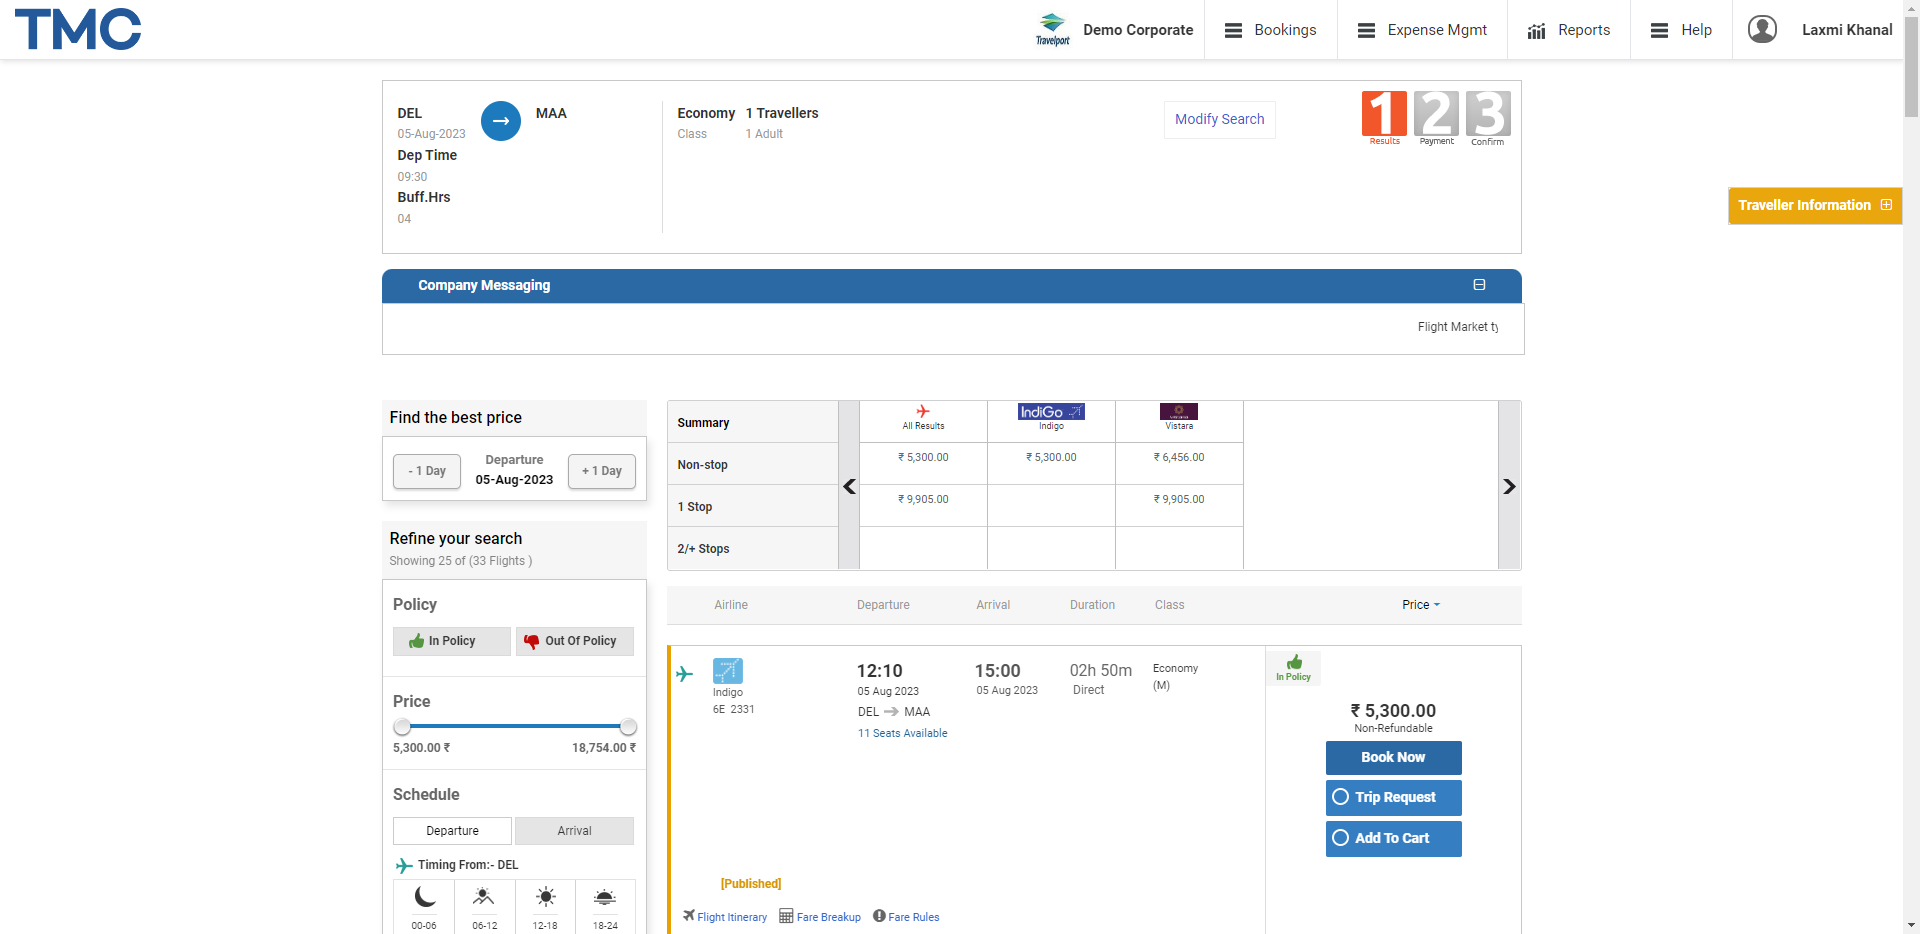 TMC
Travelport
Demo Corporate
Bookings
Expense Mgmt
Reports
Help
Laxmi Khanal
DEL
05-Aug-2023
Dep Time
09:30
Buff.Hrs
04
MAA
Economy
Class
1 Travellers
1 Adult
Modify Search
1
Results
2
Payment
3
Confirm
Traveller Information
Company Messaging
Flight Market ty
Find the best price
- 1 Day
Departure
05-Aug-2023
+ 1 Day
Refine your search
Showing 25 of (33 Flights )
Policy
In Policy
Out Of Policy
Price
5,300.00 ₹
18,754.00 ₹
Schedule
Departure
Arrival
Timing From:- DEL
00-06
06-12
12-18
18-24
Summary
All Results
IndiGo
Indigo
Vistara
Non-stop
₹ 5,300.00
₹ 5,300.00
₹ 6,456.00
1 Stop
₹ 9,905.00
₹ 9,905.00
2/+ Stops
Airline
Departure
Arrival
Duration
Class
Price
Indigo
6E 2331
12:10
05 Aug 2023
DEL
MAA
11 Seats Available
15:00
05 Aug 2023
02h 50m
Direct
Economy
(M)
In Policy
₹ 5,300.00
Non-Refundable
Book Now
Trip Request
Add To Cart
[Published]
Flight Itinerary
Fare Breakup
Fare Rules